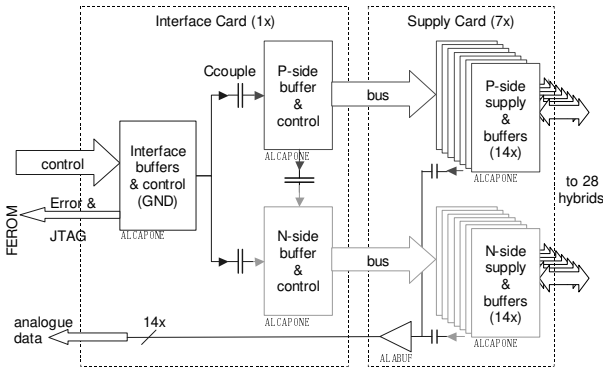 Interface Card (1x)
Supply Card (7x)
Ccouple
P-side
buffer
&
control
ALCAPONE
bus
P-side
supply
&
buffers
(14x)
ALCAPONE
control
Interface
buffers
& control
(GND)
ALCAPONE
Error &
JTAG
FEROM
to 28
hybrids
N-side
buffer
&
control
ALCAPONE
bus
N-side
supply
&
buffers
(14x)
ALCAPONE
analogue
data
14x
ALABUF